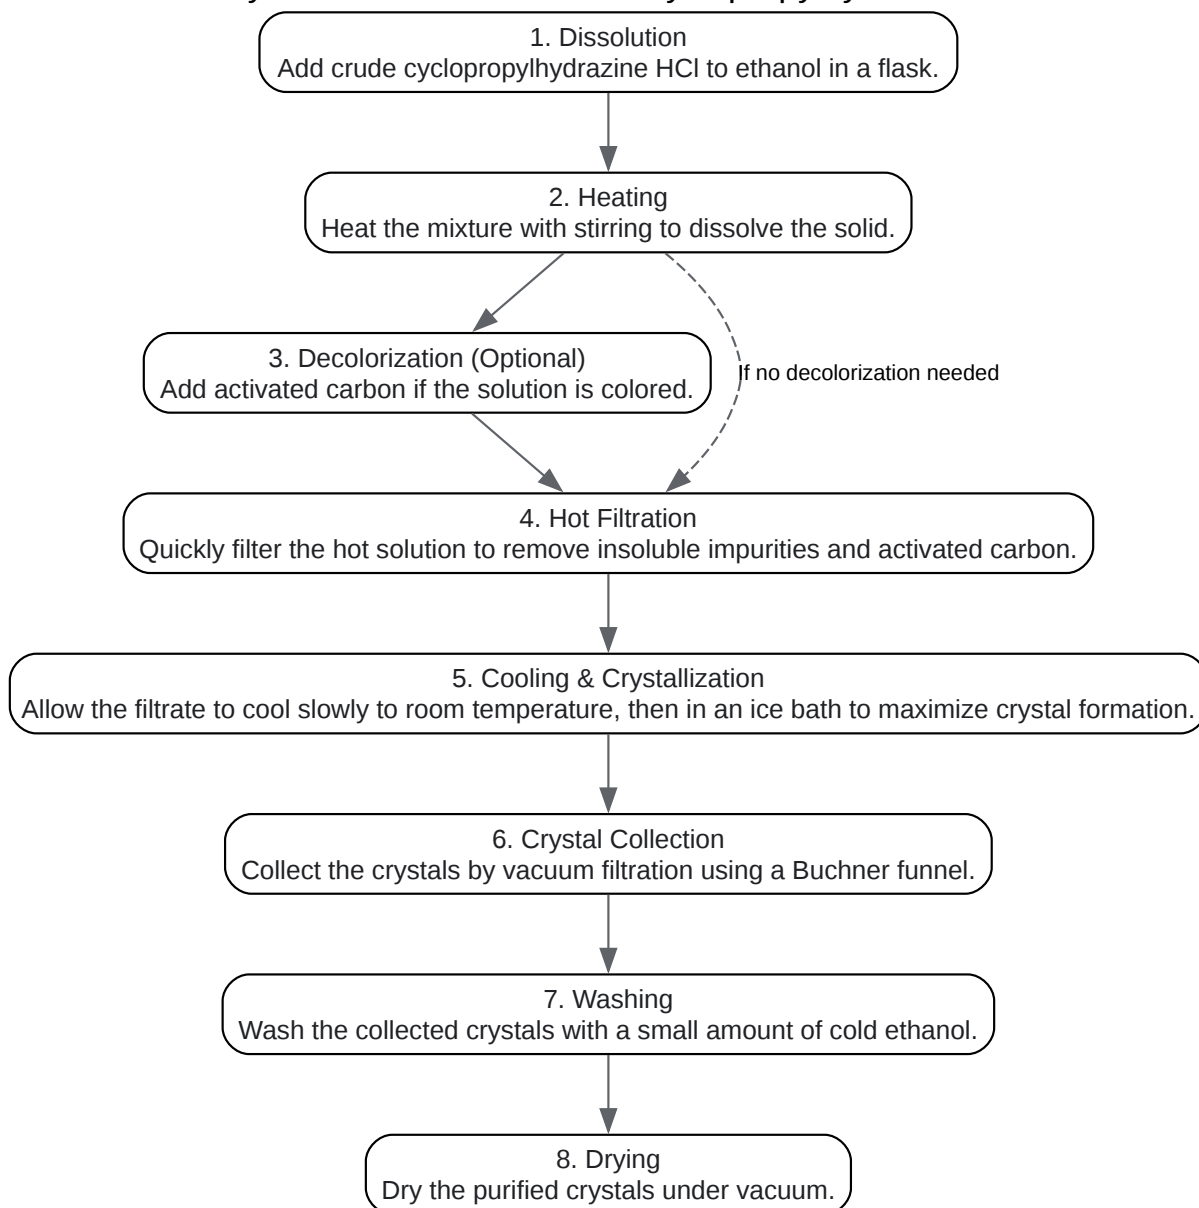 1. Dissolution
Add crude cyclopropylhydrazine HCl to ethanol in a flask.
2. Heating
Heat the mixture with stirring to dissolve the solid.
3. Decolorization (Optional)
Add activated carbon if the solution is colored.
If no decolorization needed
4. Hot Filtration
Quickly filter the hot solution to remove insoluble impurities and activated carbon.
5. Cooling & Crystallization
Allow the filtrate to cool slowly to room temperature, then in an ice bath to maximize crystal formation.
6. Crystal Collection
Collect the crystals by vacuum filtration using a Buchner funnel.
7. Washing
Wash the collected crystals with a small amount of cold ethanol.
8. Drying
Dry the purified crystals under vacuum.